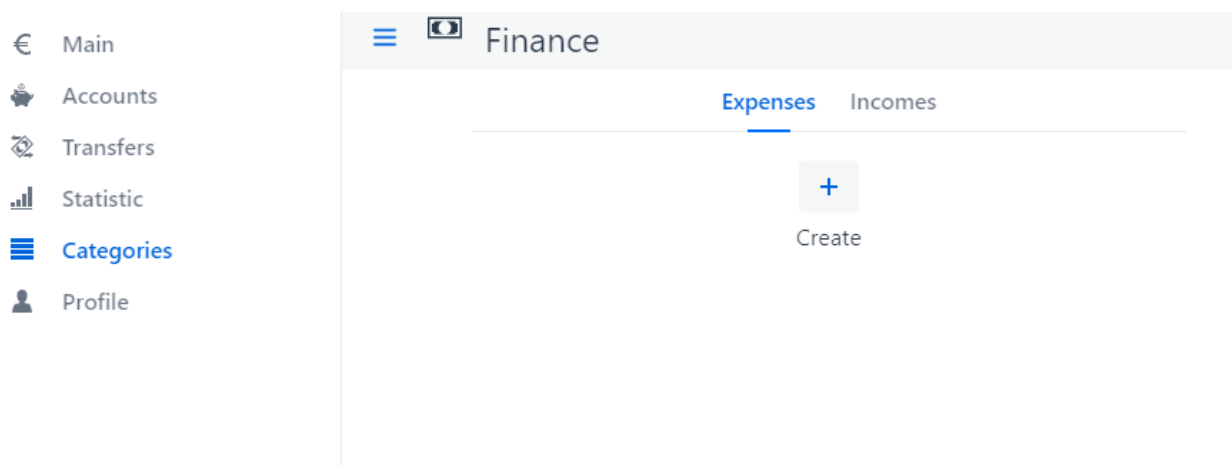 Main
Accounts
Transfers
Statistic
Categories
Profile
Finance
Expenses Incomes
+
Create